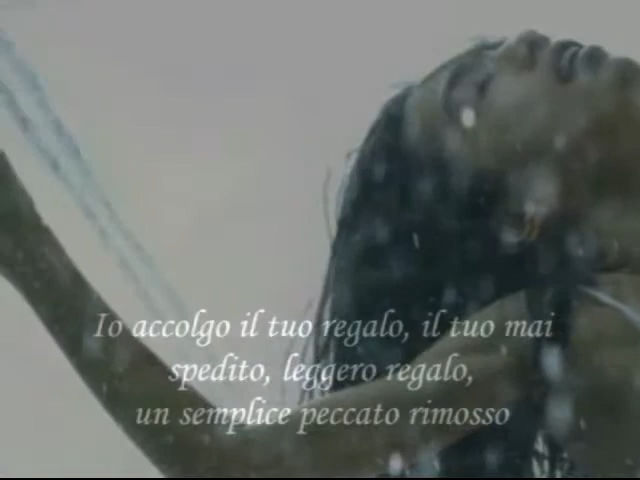 Io accolgo il tuo regalo, il tuo mai
spedito, leggero regalo,
un semplice peccato rimosso